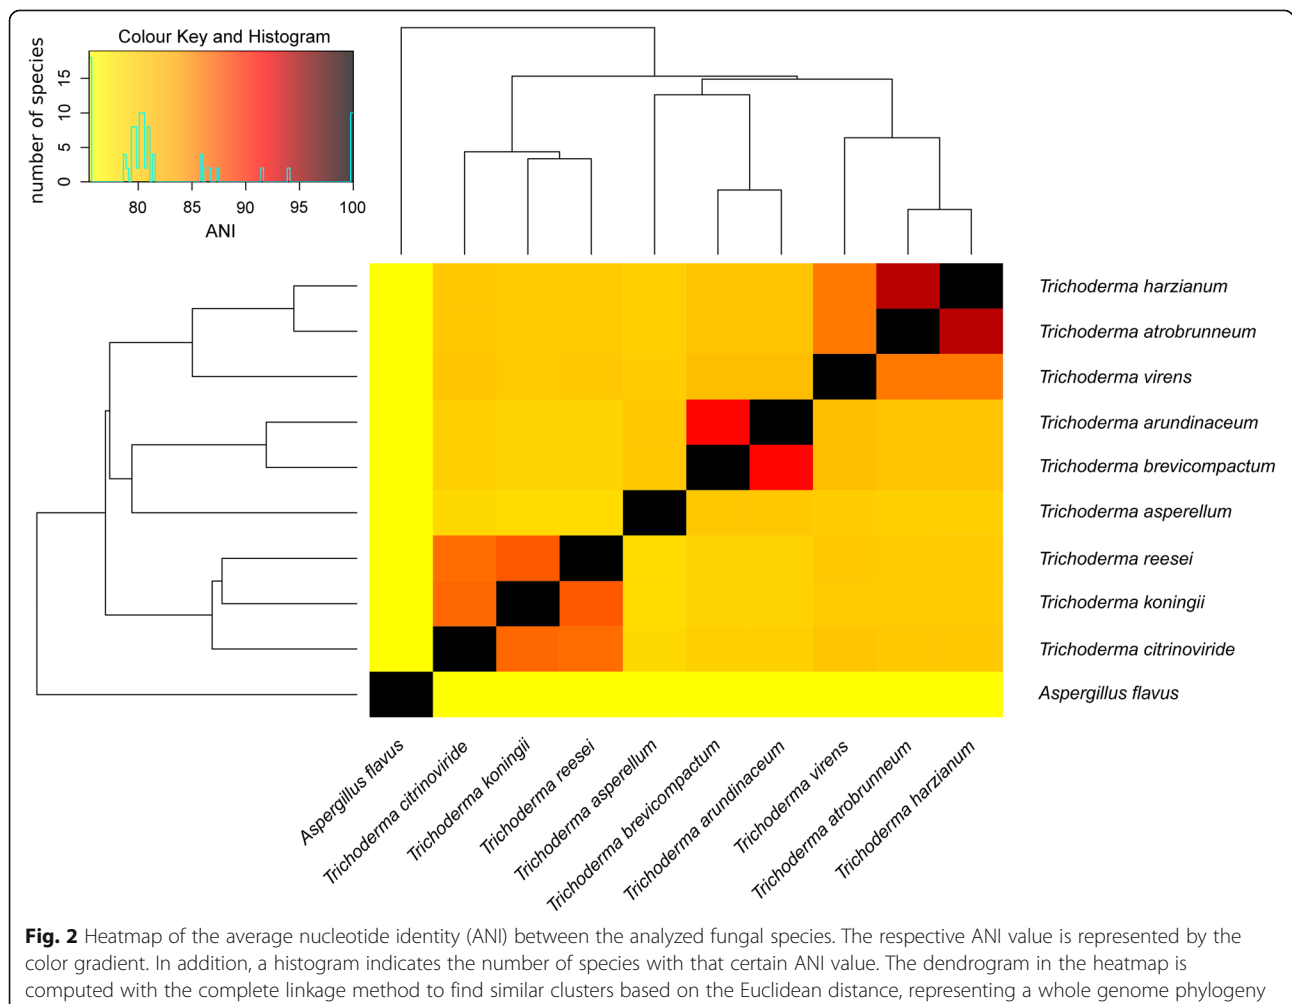 Colour Key and Histogram
number of species
15
10
5
0
80 85 90 95 100
ANI
Trichoderma harzianum
Trichoderma atrobrunneum
Trichoderma virens
Trichoderma arundinaceum
Trichoderma brevicompactum
Trichoderma asperellum
Trichoderma reesei
Trichoderma koningii
Trichoderma citrinoviride
Aspergillus flavus
Aspergillus flavus
Trichoderma citrinoviride
Trichoderma koningii
Trichoderma reesei
Trichoderma asperellum
Trichoderma brevicompactum
Trichoderma arundinaceum
Trichoderma virens
Trichoderma atrobrunneum
Trichoderma harzianum
Fig. 2 Heatmap of the average nucleotide identity (ANI) between the analyzed fungal species. The respective ANI value is represented by the
color gradient. In addition, a histogram indicates the number of species with that certain ANI value. The dendrogram in the heatmap is
computed with the complete linkage method to find similar clusters based on the Euclidean distance, representing a whole genome phylogeny